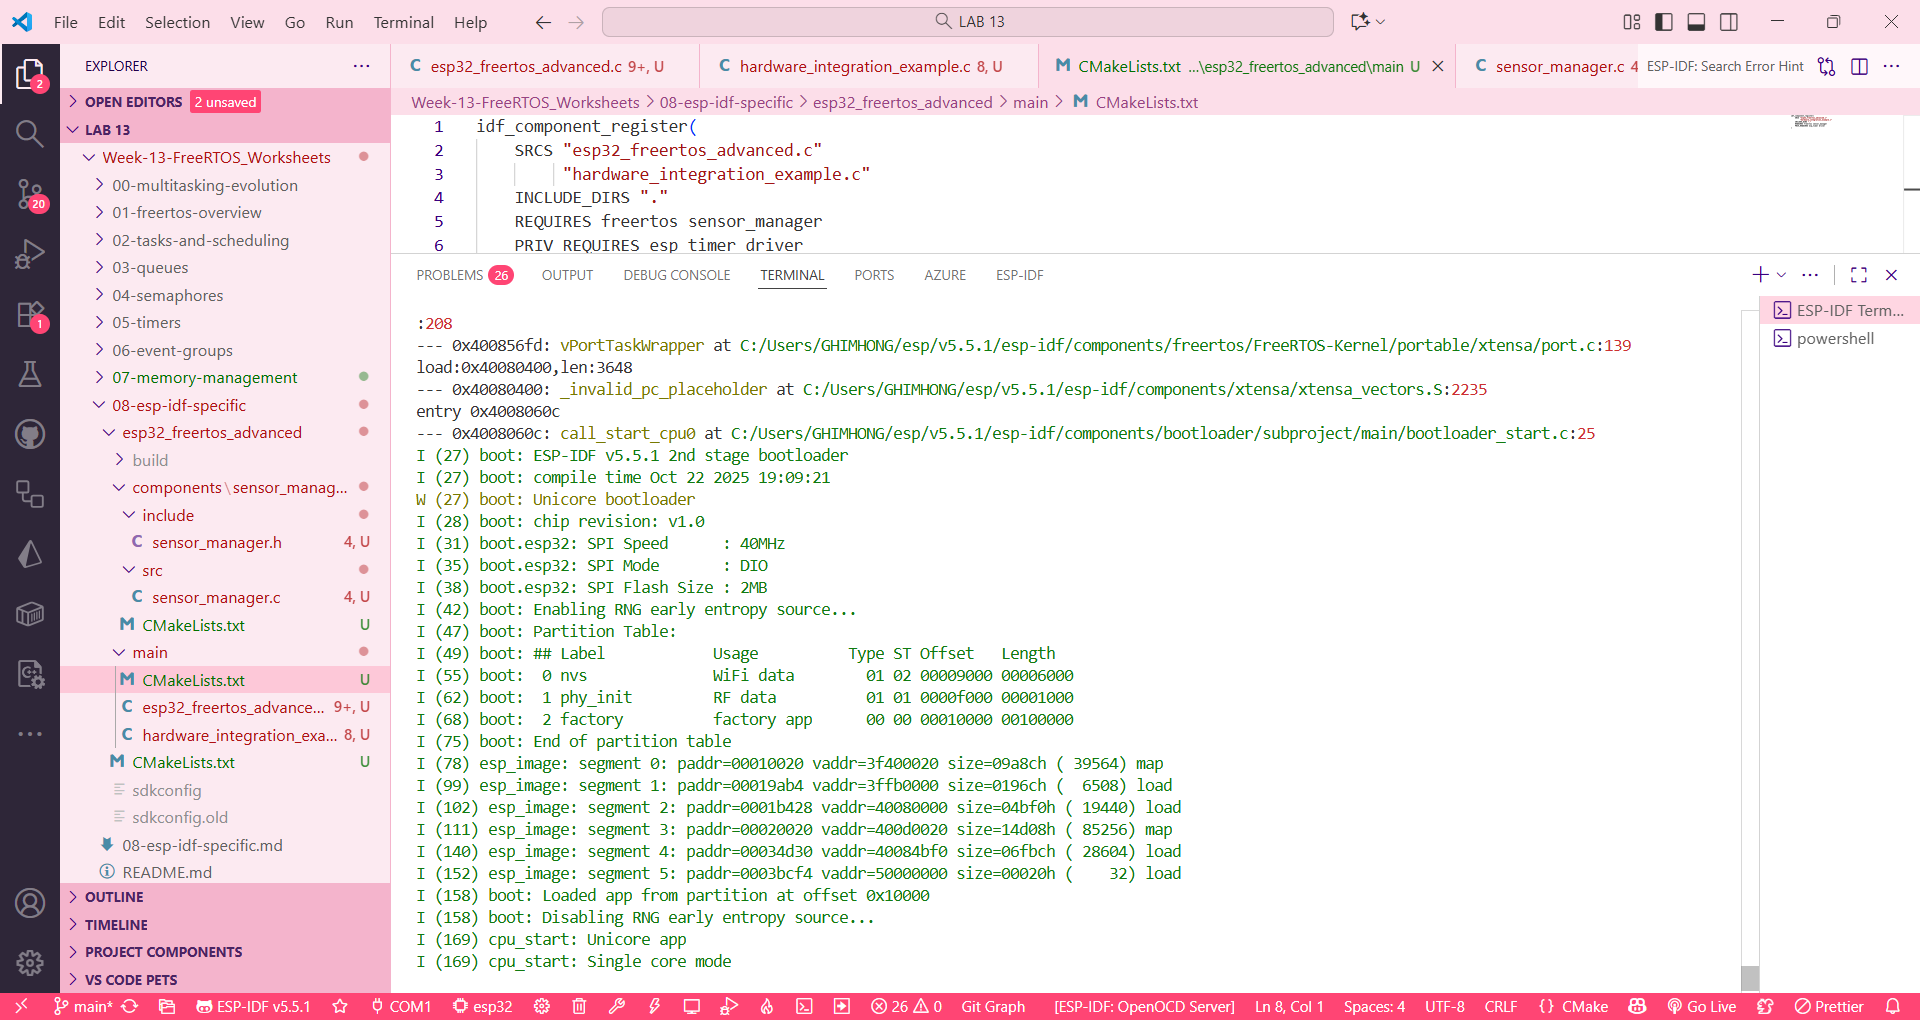 File Edit Selection View Go Run Terminal Help
LAB 13
EXPLORER
OPEN EDITORS 2 unsaved
LAB 13
Week-13-FreeRTOS_Worksheets
00-multitasking-evolution
01-freertos-overview
02-tasks-and-scheduling
03-queues
04-semaphores
05-timers
06-event-groups
07-memory-management
08-esp-idf-specific
esp32_freertos_advanced
build
components\sensor_manag...
include
C sensor_manager.h 4, U
src
C sensor_manager.c 4, U
M CMakeLists.txt U
main
M CMakeLists.txt U
C esp32_freertos_advance... 9+, U
C hardware_integration_exa... 8, U
M CMakeLists.txt U
sdkconfig
sdkconfig.old
08-esp-idf-specific.md
README.md
OUTLINE
TIMELINE
PROJECT COMPONENTS
VS CODE PETS
2
20
1
C esp32_freertos_advanced.c 9+, U
C hardware_integration_example.c 8, U
M CMakeLists.txt ...\esp32_freertos_advanced\main U
C sensor_manager.c 4
ESP-IDF: Search Error Hint
Week-13-FreeRTOS_Worksheets > 08-esp-idf-specific > esp32_freertos_advanced > main > M CMakeLists.txt
1 idf_component_register(
2 SRCS "esp32_freertos_advanced.c"
3 "hardware_integration_example.c"
4 INCLUDE_DIRS "."
5 REQUIRES freertos sensor_manager
6 PRIV_REQUIRES esp_timer driver
PROBLEMS 26 OUTPUT DEBUG CONSOLE TERMINAL PORTS AZURE ESP-IDF
ESP-IDF Term...
powershell
:208
--- 0x400856fd: vPortTaskWrapper at C:/Users/GHIMHONG/esp/v5.5.1/esp-idf/components/freertos/FreeRTOS-Kernel/portable/xtensa/port.c:139
load:0x40080400,len:3648
--- 0x40080400: _invalid_pc_placeholder at C:/Users/GHIMHONG/esp/v5.5.1/esp-idf/components/xtensa/xtensa_vectors.S:2235
entry 0x4008060c
--- 0x4008060c: call_start_cpu0 at C:/Users/GHIMHONG/esp/v5.5.1/esp-idf/components/bootloader/subproject/main/bootloader_start.c:25
I (27) boot: ESP-IDF v5.5.1 2nd stage bootloader
I (27) boot: compile time Oct 22 2025 19:09:21
W (27) boot: Unicore bootloader
I (28) boot: chip revision: v1.0
I (31) boot.esp32: SPI Speed : 40MHz
I (35) boot.esp32: SPI Mode : DIO
I (38) boot.esp32: SPI Flash Size : 2MB
I (42) boot: Enabling RNG early entropy source...
I (47) boot: Partition Table:
I (49) boot: ## Label Usage Type ST Offset Length
I (55) boot: 0 nvs WiFi data 01 02 00009000 00006000
I (62) boot: 1 phy_init RF data 01 01 0000f000 00001000
I (68) boot: 2 factory factory app 00 00 00010000 00100000
I (75) boot: End of partition table
I (78) esp_image: segment 0: paddr=00010020 vaddr=3f400020 size=09a8ch ( 39564) map
I (99) esp_image: segment 1: paddr=00019ab4 vaddr=3ffb0000 size=0196ch ( 6508) load
I (102) esp_image: segment 2: paddr=0001b428 vaddr=40080000 size=04bf0h ( 19440) load
I (111) esp_image: segment 3: paddr=00020020 vaddr=400d0020 size=14d08h ( 85256) map
I (140) esp_image: segment 4: paddr=00034d30 vaddr=40084bf0 size=06fbch ( 28604) load
I (152) esp_image: segment 5: paddr=0003bcf4 vaddr=50000000 size=00020h ( 32) load
I (158) boot: Loaded app from partition at offset 0x10000
I (158) boot: Disabling RNG early entropy source...
I (169) cpu_start: Unicore app
I (169) cpu_start: Single core mode
main* ESP-IDF v5.5.1 COM1 esp32 26 0 Git Graph [ESP-IDF: OpenOCD Server] Ln 8, Col 1 Spaces: 4 UTF-8 CRLF {} CMake Go Live Prettier